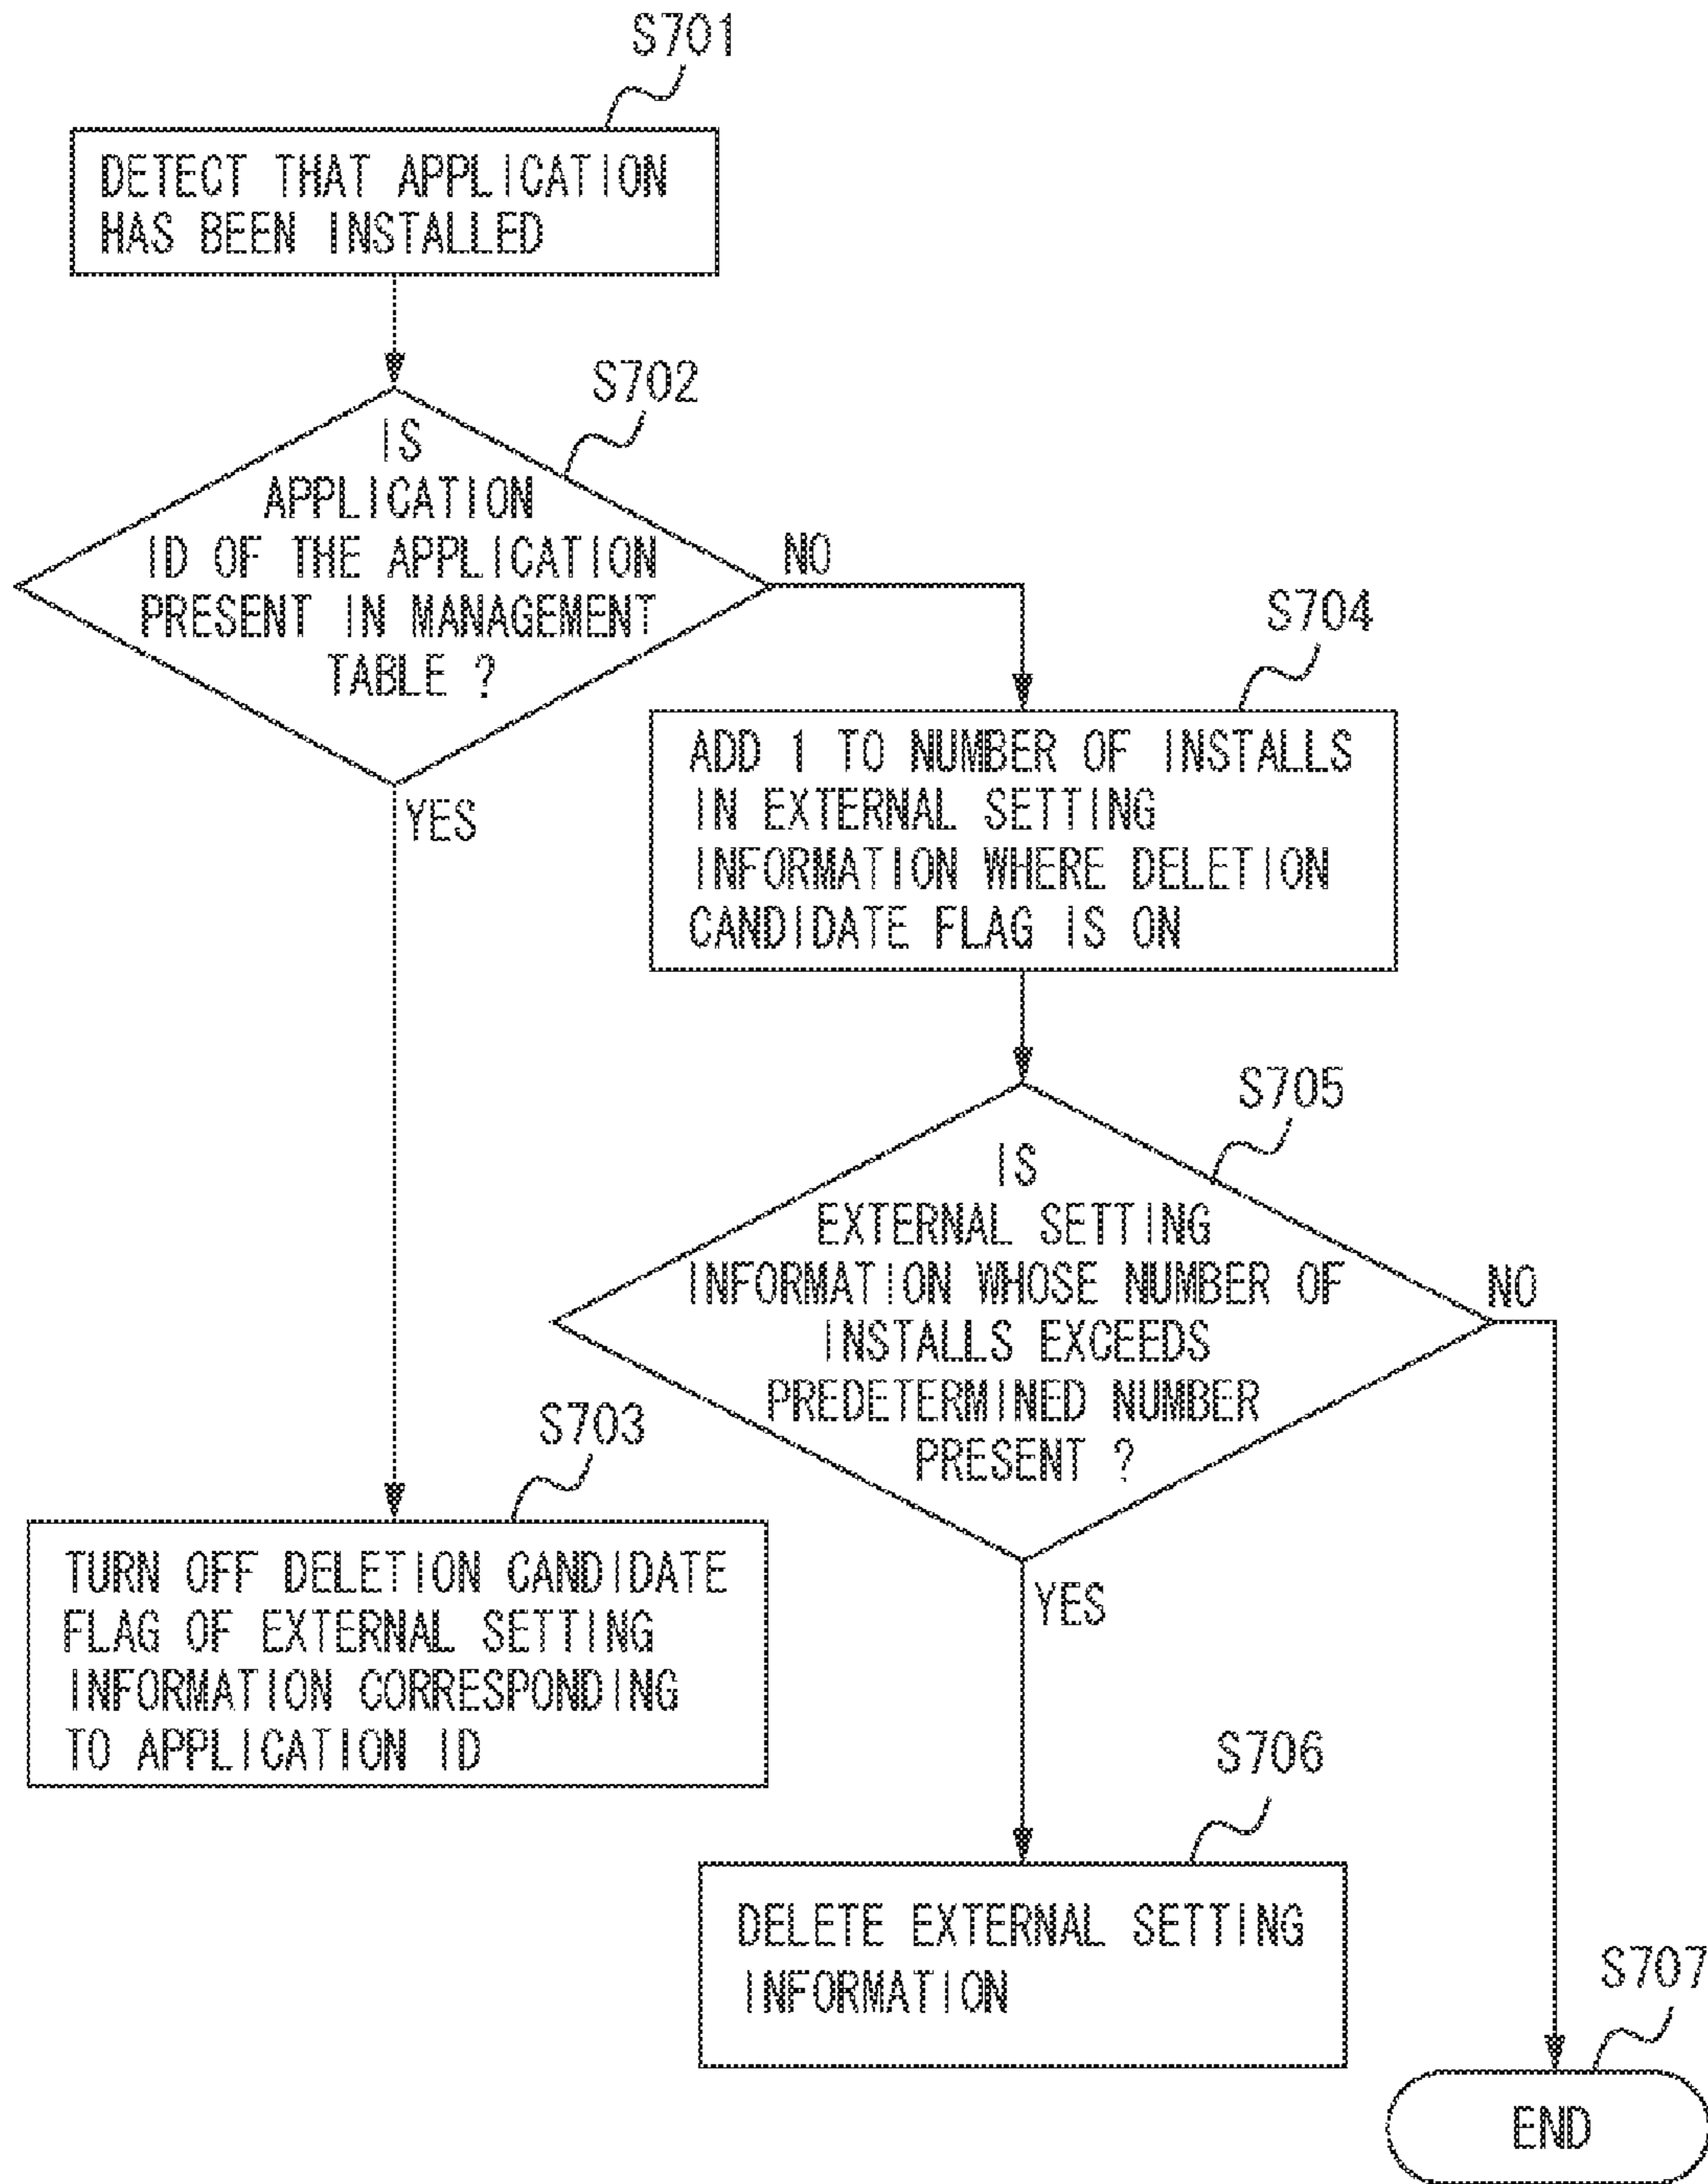 S701
DETECT THAT APPLICATION
HAS BEEN INSTALLED
S702
IS
APPLICATION
ID OF THE APPLICATION
PRESENT IN MANAGEMENT
TABLE ?
NO
YES
S704
ADD 1 TO NUMBER OF INSTALLS
IN EXTERNAL SETTING
INFORMATION WHERE DELETION
CANDIDATE FLAG IS ON
S705
IS
EXTERNAL SETTING
INFORMATION WHOSE NUMBER OF
INSTALLS EXCEEDS
PREDETERMINED NUMBER
PRESENT ?
NO
YES
S703
TURN OFF DELETION CANDIDATE
FLAG OF EXTERNAL SETTING
INFORMATION CORRESPONDING
TO APPLICATION ID
S706
DELETE EXTERNAL SETTING
INFORMATION
S707
END